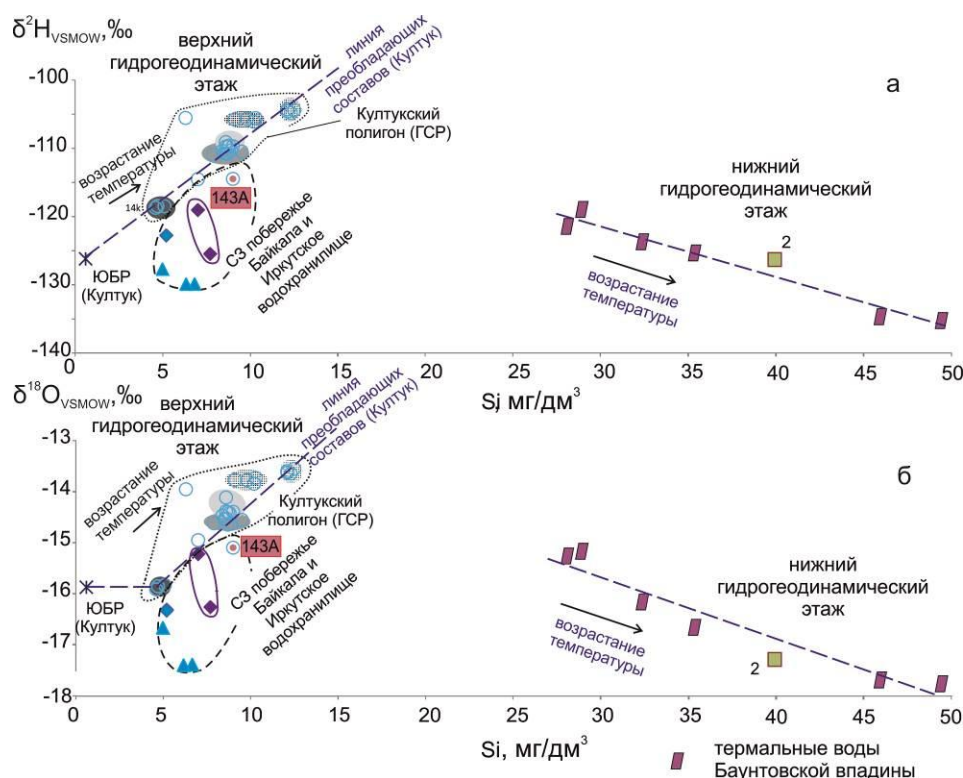 δ²H VSMOW,‰
верхний
гидрогеодинамический
этаж
линия
преобладающих
составов (Култук)
а
-100
-110
-120
-130
-140
возрастание
температуры
Култукский
полигон (ГСР)
14k
143А
СЗ побережье
Байкала и
Иркутское
водохранилище
ЮБР
(Култук)
нижний
гидрогеодинамический
этаж
2
возрастание
температуры
0 5 10 15 20 25 30 35 40 45 50
Si, мг/дм³
δ¹⁸O VSMOW,‰
верхний
гидрогеодинамический
этаж
линия
преобладающих
составов (Култук)
б
-13
-14
-15
-16
-17
-18
возрастание
температуры
Култукский
полигон (ГСР)
143А
СЗ побережье
Байкала и
Иркутское
водохранилище
ЮБР
(Култук)
нижний
гидрогеодинамический
этаж
2
возрастание
температуры
0 5 10 15 20 25 30 35 40 45 50
Si, мг/дм³
термальные воды
Баунтовской впадины